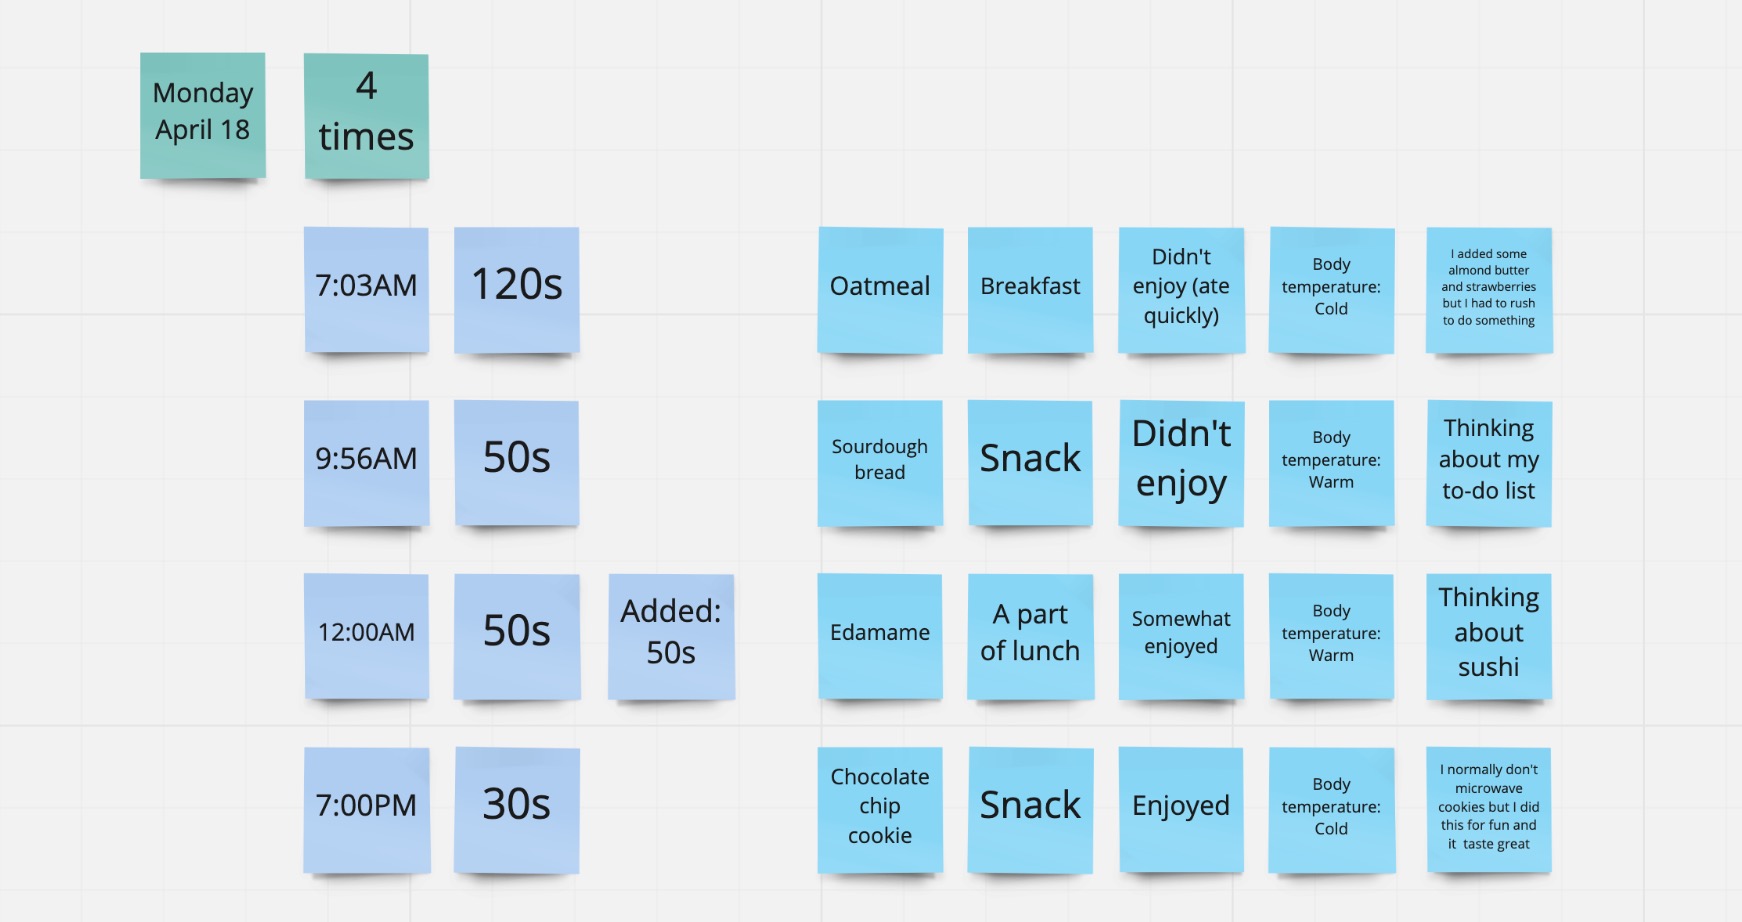 Monday
April 18
4
times
7:03AM
120s
Oatmeal
Breakfast
Didn't
enjoy (ate
quickly)
Body
temperature:
Cold
I added some
almond butter
and strawberries
but I had to rush
to do something
9:56AM
50s
Sourdough
bread
Snack
Didn't
enjoy
Body
temperature:
Warm
Thinking
about my
to-do list
12:00AM
50s
Added:
50s
Edamame
A part
of lunch
Somewhat
enjoyed
Body
temperature:
Warm
Thinking
about
sushi
7:00PM
30s
Chocolate
chip
cookie
Snack
Enjoyed
Body
temperature:
Cold
I normally don't
microwave
cookies but I did
this for fun and
it taste great